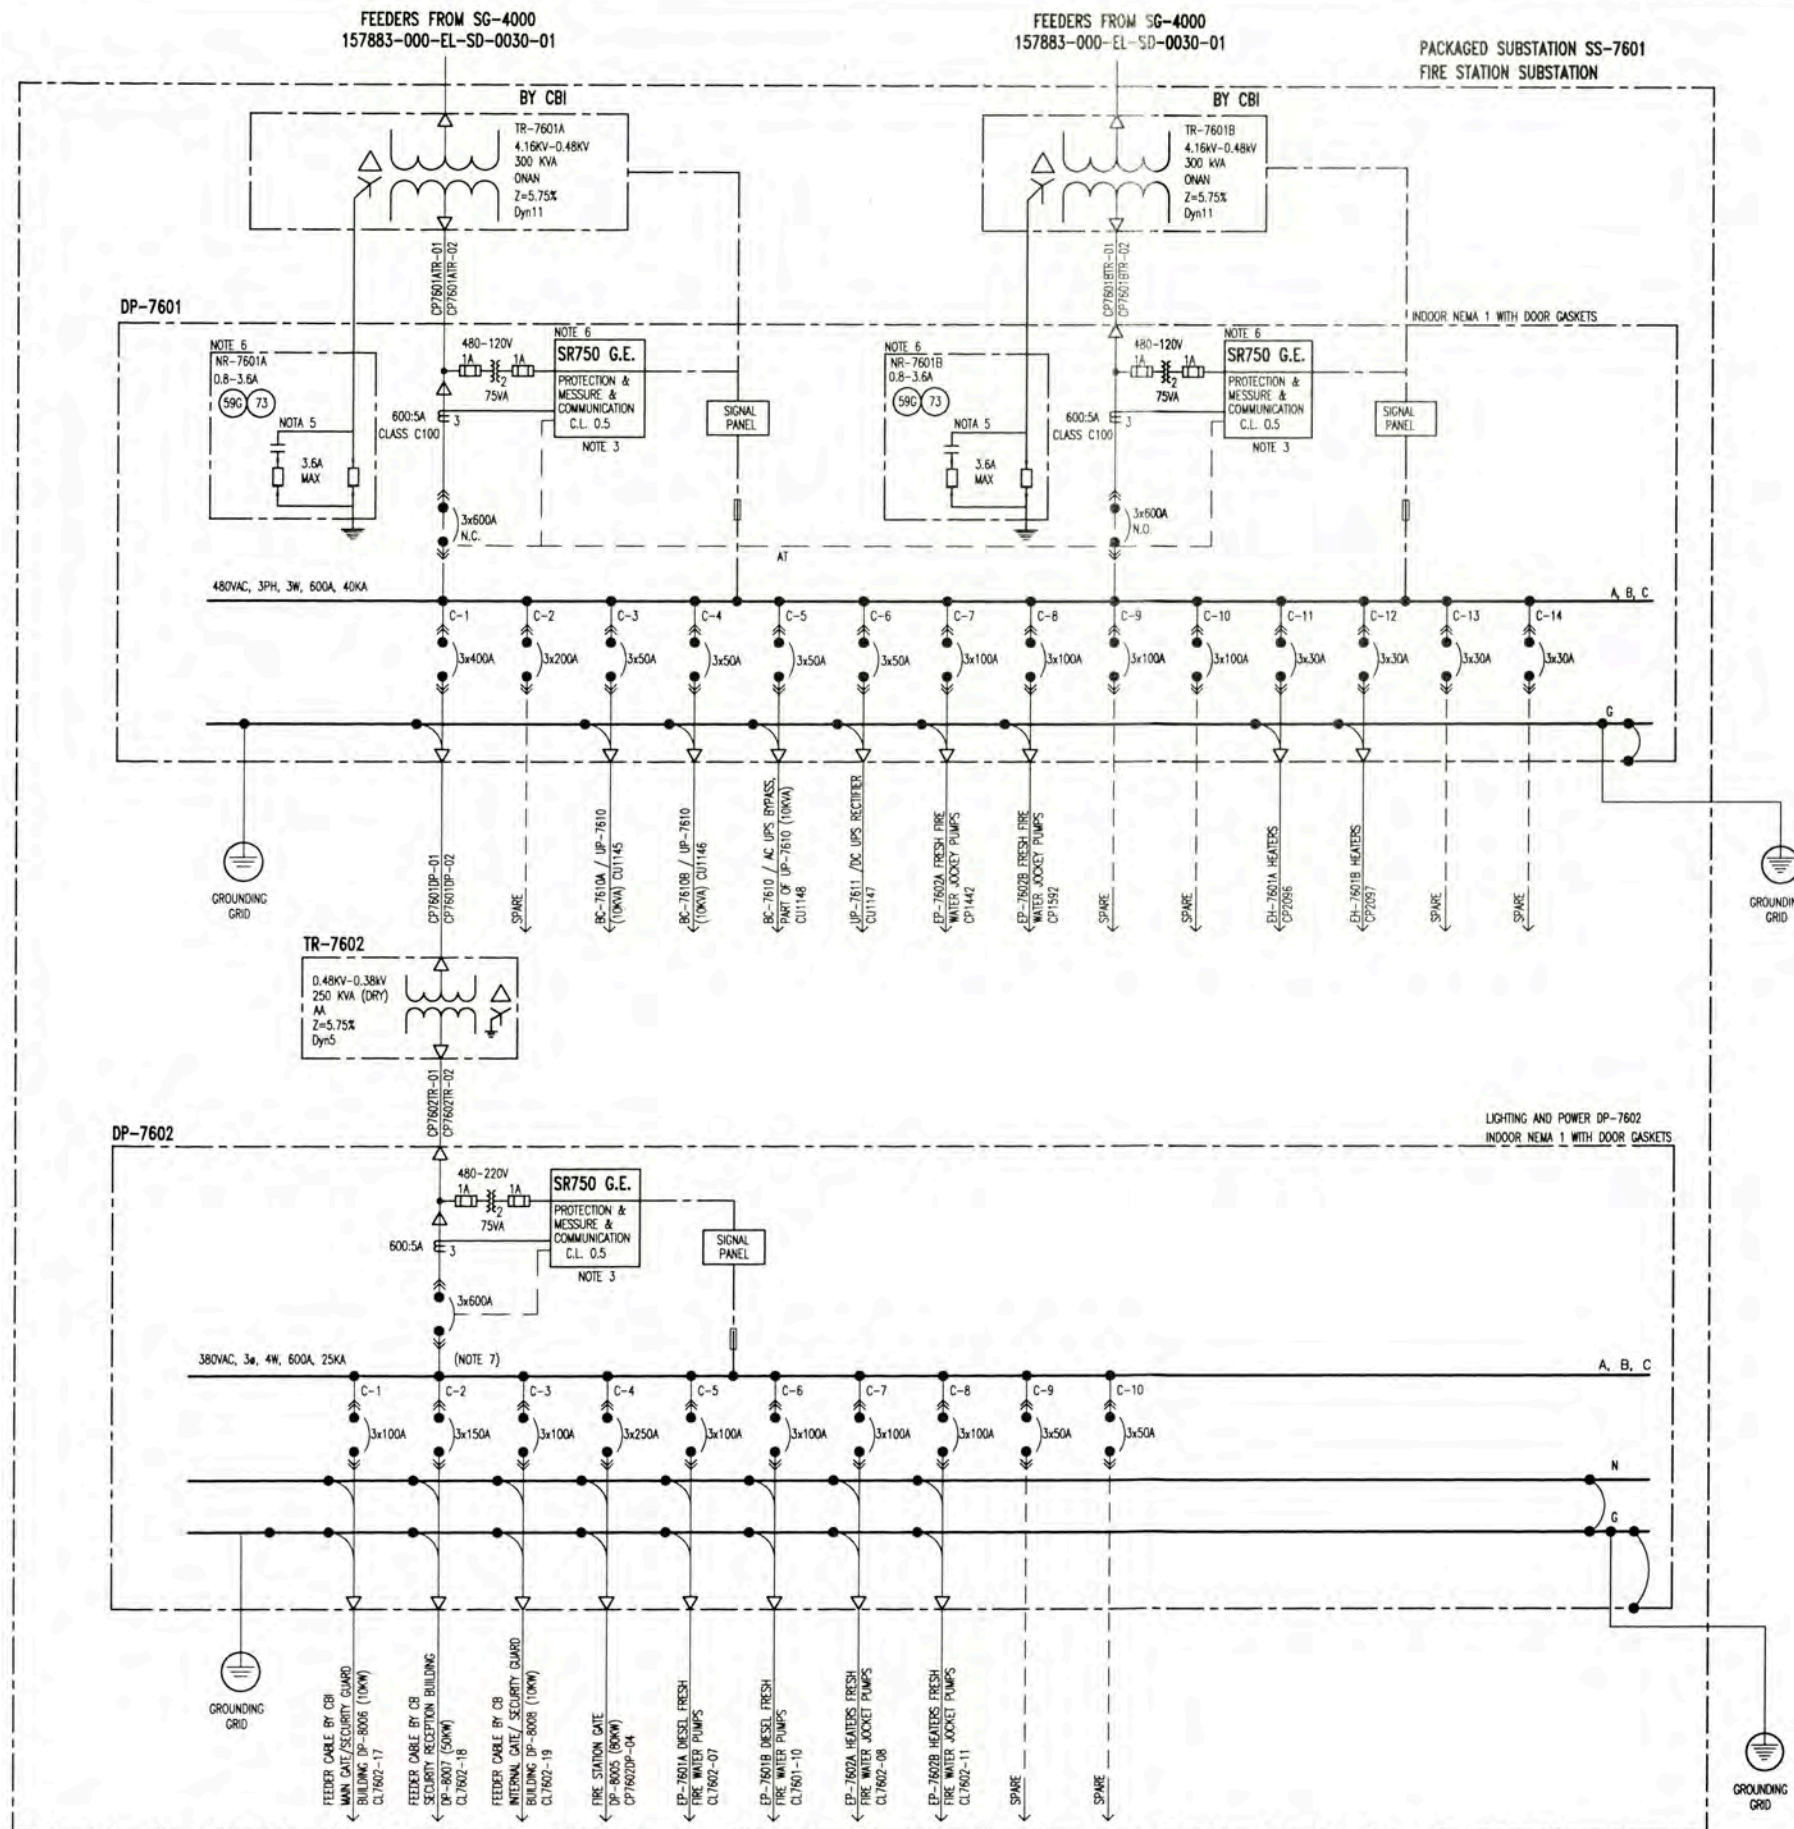 FEEDERS FROM SG-4000
157883-000-EL-SD-0030-01
FEEDERS FROM SG-4000
157883-000-EL-SD-0030-01
PACKAGED SUBSTATION SS-7601
FIRE STATION SUBSTATION
BY CBI
TR-7601A
4.16KV-0.48KV
300 KVA
ONAN
Z=5.75%
Dyn11
BY CBI
TR-7601B
4.16kV-0.48kV
300 kVA
ONAN
Z=5.75%
Dyn11
CP7601ATR-01
CP7601ATR-02
CP7601BTR-01
CP7601BTR-02
DP-7601
INDOOR NEMA 1 WITH DOOR GASKETS
NOTE 6
NR-7601A
0.8-3.6A
59G
73
NOTA 5
3.6A
MAX
480-120V
1A
1A
2
75VA
600:5A
3
CLASS C100
NOTE 6
SR750 G.E.
PROTECTION &
MESSURE &
COMMUNICATION
C.L. 0.5
NOTE 3
SIGNAL
PANEL
3x600A
N.C.
NOTE 6
NR-7601B
0.8-3.6A
59G
73
NOTA 5
3.6A
MAX
480-120V
1A
1A
2
75VA
600:5A
3
CLASS C100
NOTE 6
SR750 G.E.
PROTECTION &
MESSURE &
COMMUNICATION
C.L. 0.5
NOTE 3
SIGNAL
PANEL
3x600A
N.O.
AT
480VAC, 3PH, 3W, 600A, 40KA
A, B, C
C-1
C-2
C-3
C-4
C-5
C-6
C-7
C-8
C-9
C-10
C-11
C-12
C-13
C-14
3x400A
3x200A
3x50A
3x50A
3x50A
3x50A
3x100A
3x100A
3x100A
3x100A
3x30A
3x30A
3x30A
3x30A
G
GROUNDING
GRID
CP7601DP-01
CP7601DP-02
SPARE
BC-7610A / UP-7610
(10KVA) CU1145
BC-7610B / UP-7610
(10KVA) CU1146
BC-7610 / AC UPS BYPASS,
PART OF UP-7610 (10KVA)
CU1148
UP-7611 /DC UPS RECTIFIER
CU1147
EP-7602A FRESH FIRE
WATER JOCKEY PUMPS
CP1442
EP-7602B FRESH FIRE
WATER JOCKEY PUMPS
CP1592
SPARE
SPARE
EH-7601A HEATERS
CP2096
EH-7601B HEATERS
CP2097
SPARE
SPARE
GROUNDIN
GRID
TR-7602
0.48KV-0.38kV
250 KVA (DRY)
AA
Z=5.75%
Dyn5
CP7602TR-01
CP7602TR-02
DP-7602
LIGHTING AND POWER DP-7602
INDOOR NEMA 1 WITH DOOR GASKETS
480-220V
1A
1A
2
75VA
600:5A
3
SR750 G.E.
PROTECTION &
MESSURE &
COMMUNICATION
C.L. 0.5
NOTE 3
SIGNAL
PANEL
3x600A
380VAC, 3ø, 4W, 600A, 25KA
(NOTE 7)
A, B, C
C-1
C-2
C-3
C-4
C-5
C-6
C-7
C-8
C-9
C-10
3x100A
3x150A
3x100A
3x250A
3x100A
3x100A
3x100A
3x100A
3x50A
3x50A
N
G
GROUNDING
GRID
FEEDER CABLE BY CBI
MAIN GATE/SECURITY GUARD
BUILDING DP-8006 (10KW)
CL7602-17
FEEDER CABLE BY CB
SECURITY RECEPTION BUILDING
DP-8007 (50KW)
CL7602-18
FEEDER CABLE BY CB
INTERNAL GATE/ SECURITY GUARD
BUILDING DP-8008 (10KW)
CL7602-19
FIRE STATION GATE
DP-8005 (80KW)
CP7602DP-04
EP-7601A DIESEL FRESH
FIRE WATER PUMPS
CL7602-07
EP-7601B DIESEL FRESH
FIRE WATER PUMPS
CL7601-10
EP-7602A HEATERS FRESH
FIRE WATER JOCKET PUMPS
CL7602-08
EP-7602B HEATERS FRESH
FIRE WATER JOCKET PUMPS
CL7602-11
SPARE
SPARE
GROUNDING
GRID